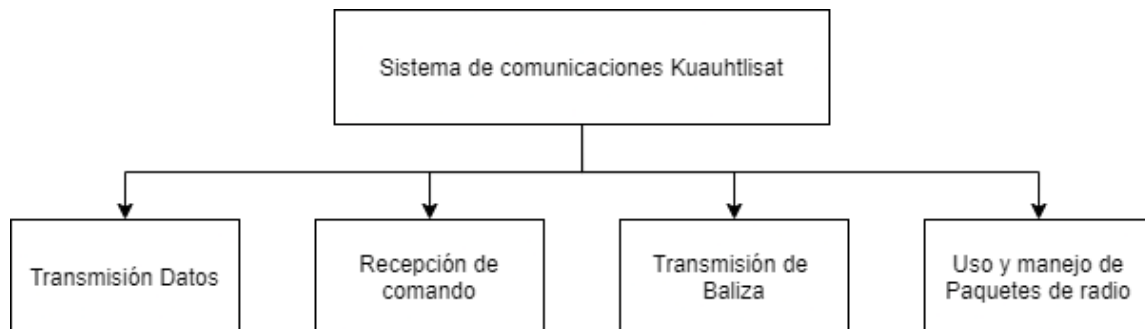 Sistema de comunicaciones Kuauhtlisat
Transmisión Datos
Recepción de
comando
Transmisión de
Baliza
Uso y manejo de
Paquetes de radio